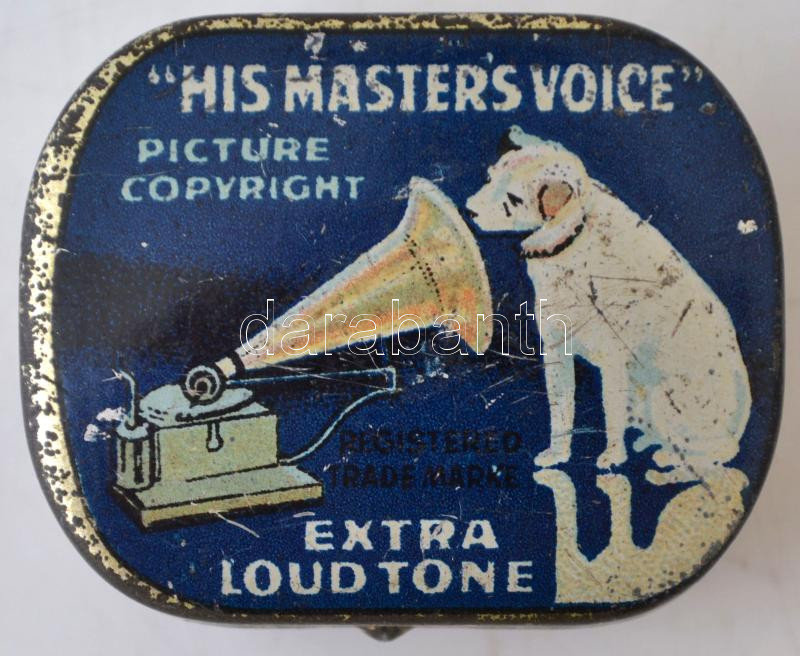 "HIS MASTERS VOICE"
PICTURE
COPYRIGHT
darabanth
REGISTERED
TRADE MARKE
EXTRA
LOUD TONE